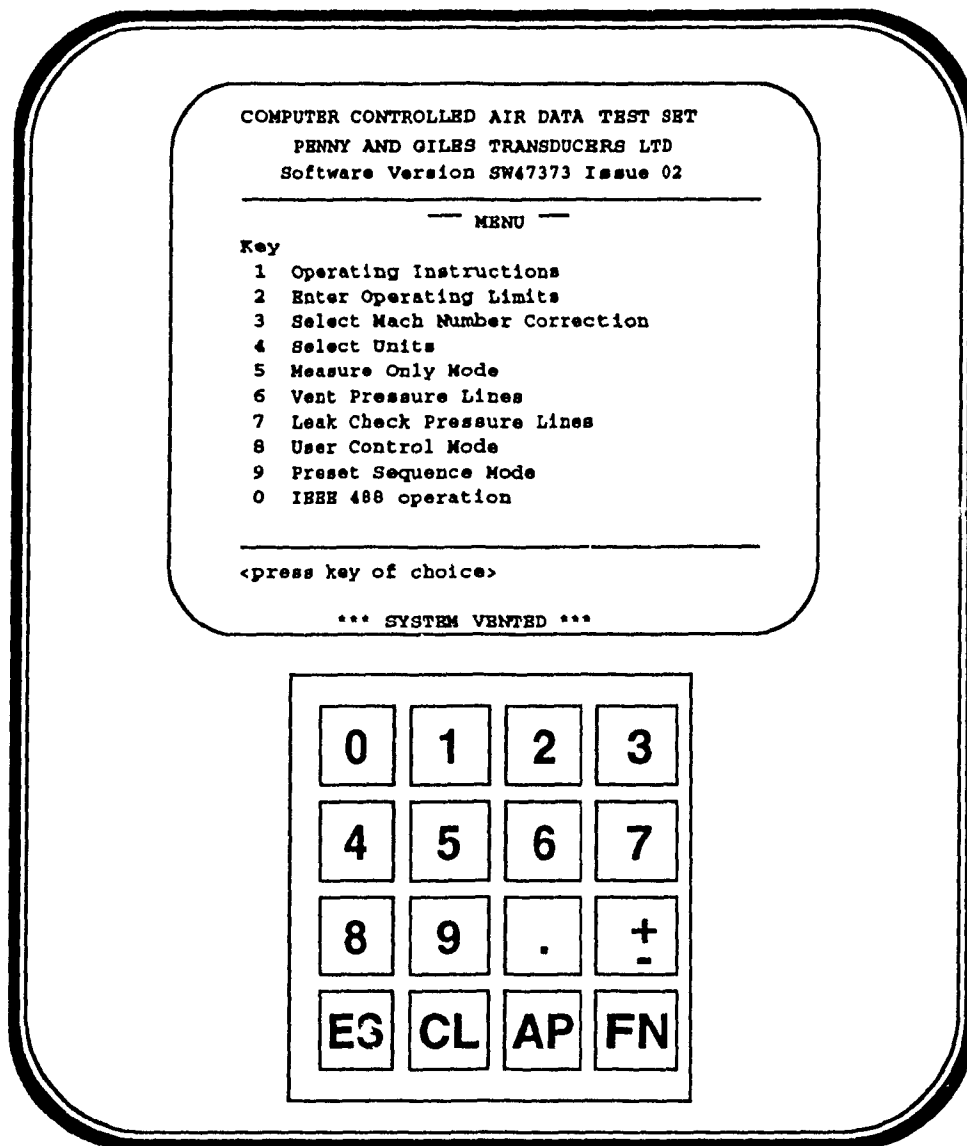 COMPUTER CONTROLLED AIR DATA TEST SET
PENNY AND GILES TRANSDUCERS LTD
Software Version SW47373 Issue 02
MENU
Key
1 Operating Instructions
2 Enter Operating Limits
3 Select Mach Number Correction
4 Select Units
5 Measure Only Mode
6 Vent Pressure Lines
7 Leak Check Pressure Lines
8 User Control Mode
9 Preset Sequence Mode
0 IEEE 488 operation
<press key of choice>
*** SYSTEM VENTED ***
0 1 2 3
4 5 6 7
8 9 . +-
ES CL AP FN